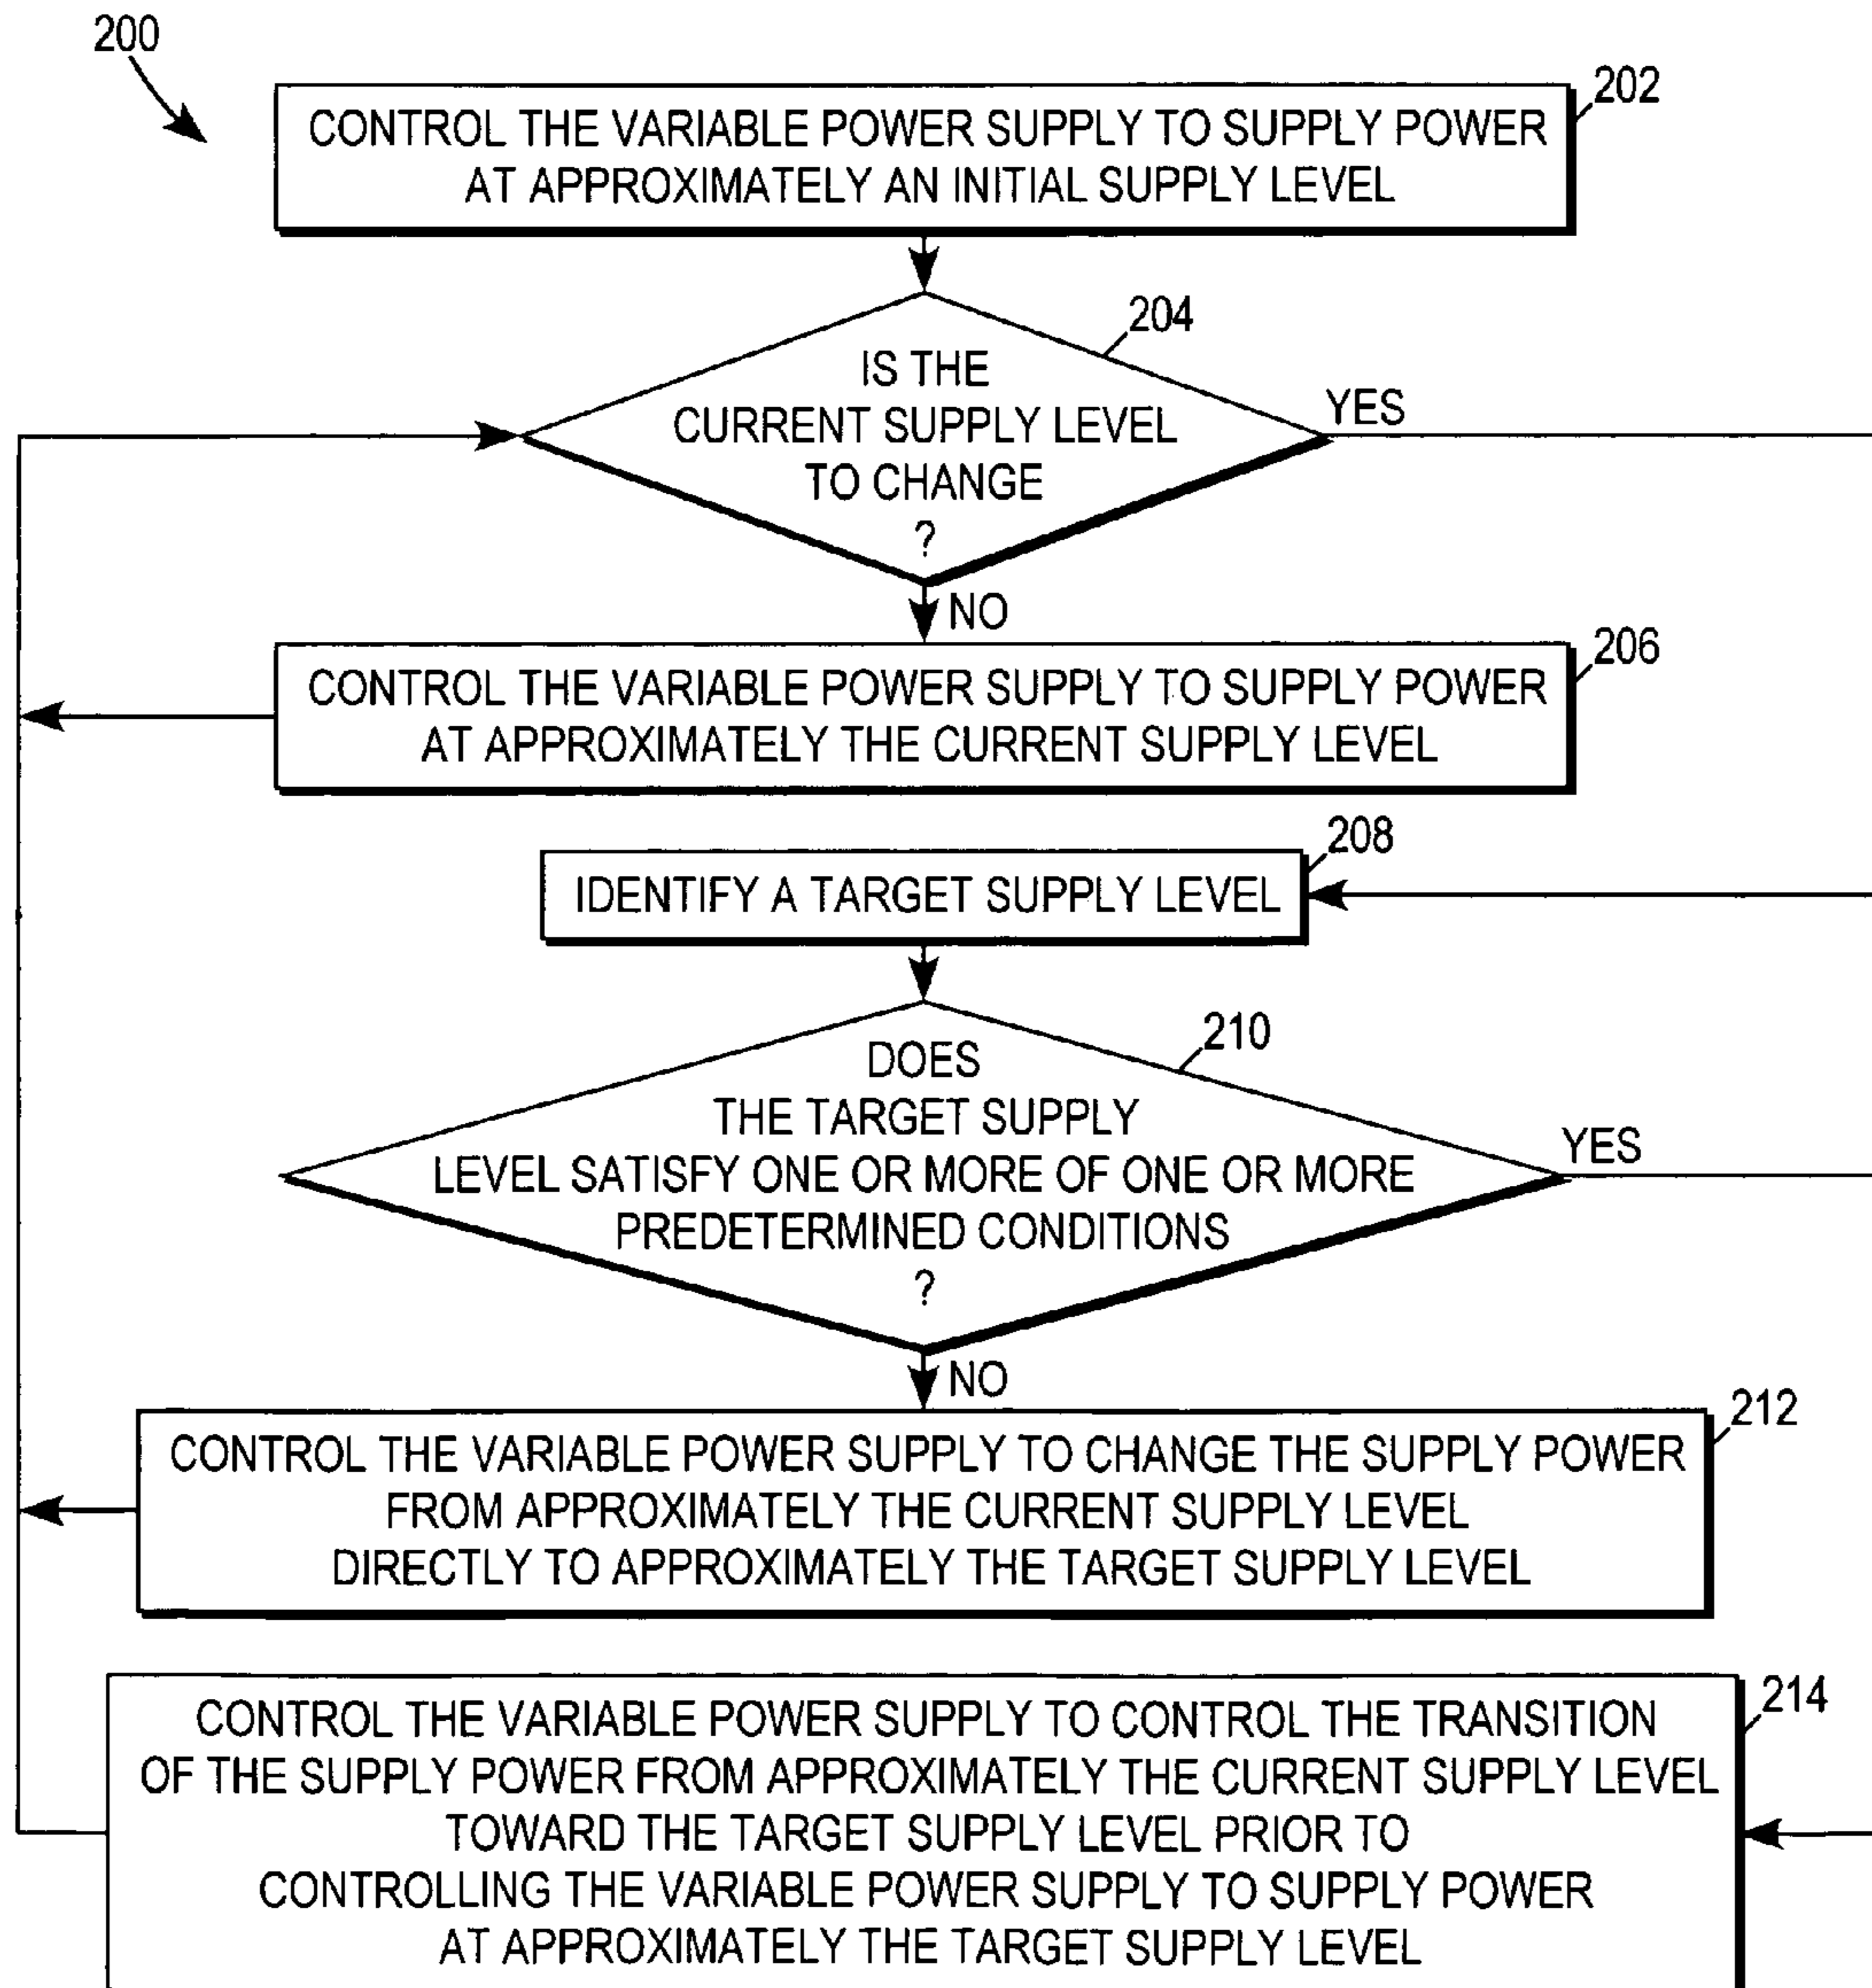 200
202
CONTROL THE VARIABLE POWER SUPPLY TO SUPPLY POWER
AT APPROXIMATELY AN INITIAL SUPPLY LEVEL
204
IS THE
CURRENT SUPPLY LEVEL
TO CHANGE
?
YES
NO
206
CONTROL THE VARIABLE POWER SUPPLY TO SUPPLY POWER
AT APPROXIMATELY THE CURRENT SUPPLY LEVEL
208
IDENTIFY A TARGET SUPPLY LEVEL
210
DOES
THE TARGET SUPPLY
LEVEL SATISFY ONE OR MORE OF ONE OR MORE
PREDETERMINED CONDITIONS
?
YES
NO
212
CONTROL THE VARIABLE POWER SUPPLY TO CHANGE THE SUPPLY POWER
FROM APPROXIMATELY THE CURRENT SUPPLY LEVEL
DIRECTLY TO APPROXIMATELY THE TARGET SUPPLY LEVEL
214
CONTROL THE VARIABLE POWER SUPPLY TO CONTROL THE TRANSITION
OF THE SUPPLY POWER FROM APPROXIMATELY THE CURRENT SUPPLY LEVEL
TOWARD THE TARGET SUPPLY LEVEL PRIOR TO
CONTROLLING THE VARIABLE POWER SUPPLY TO SUPPLY POWER
AT APPROXIMATELY THE TARGET SUPPLY LEVEL